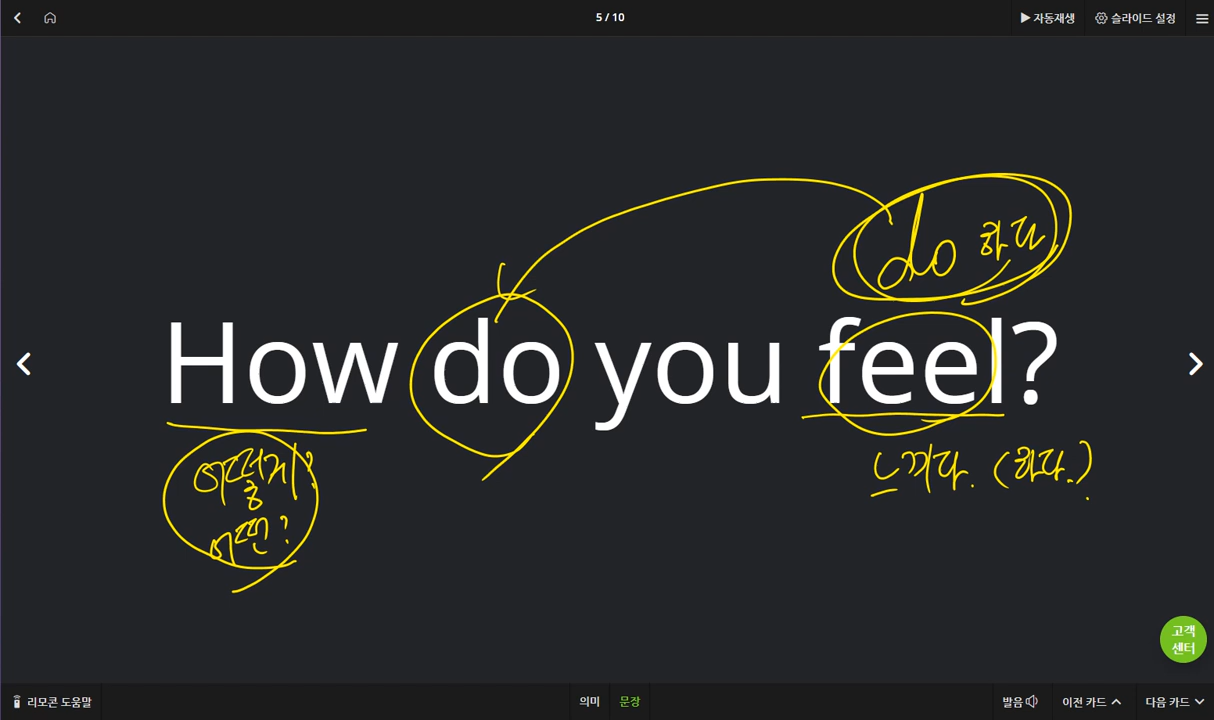 5 / 10
자동재생
슬라이드 설정
do 하다
How do you feel?
어떻게?
어떤?
느끼다. (하다.)
고객
센터
리모콘 도움말
의미
문장
발음
이전 카드
다음 카드